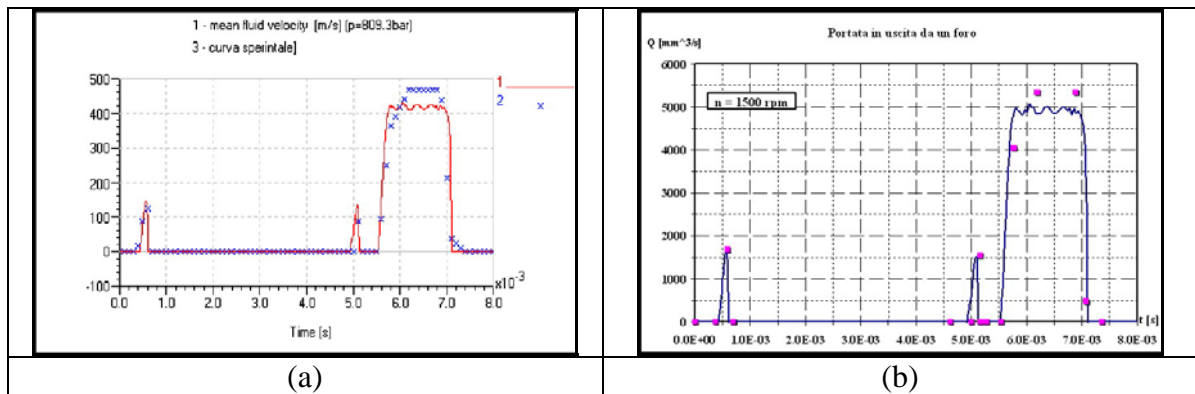 1 - mean fluid velocity [m/s] (p=809.3bar)
3 - curva sperintale]
500
400
300
200
100
0
-100
0.0 1.0 2.0 3.0 4.0 5.0 6.0 7.0 8.0
x10-3
Time [s]
1
2
Portata in uscita da un foro
Q [mm^3/s]
6000
5000
4000
3000
2000
1000
0
n = 1500 rpm
t [s]
0.0E+00 1.0E-03 2.0E-03 3.0E-03 4.0E-03 5.0E-03 6.0E-03 7.0E-03 8.0E-03
(a) (b)